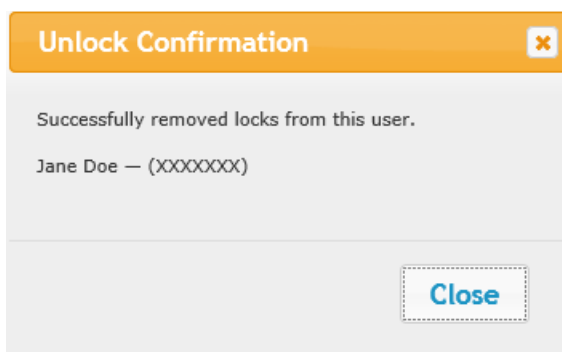 Unlock Confirmation
Successfully removed locks from this user.
Jane Doe — (XXXXXXX)
Close